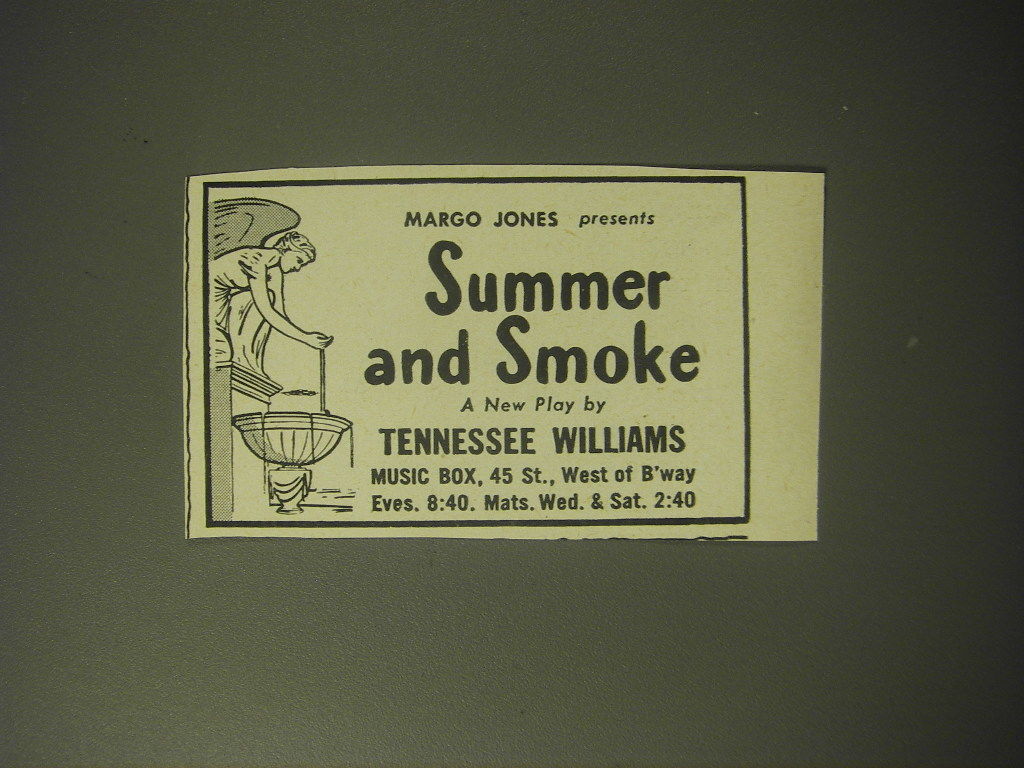 MARGO JONES presents
Summer
and Smoke
A New Play by
TENNESSEE WILLIAMS
MUSIC BOX, 45 St., West of B'way
Eves. 8:40. Mats. Wed. & Sat. 2:40